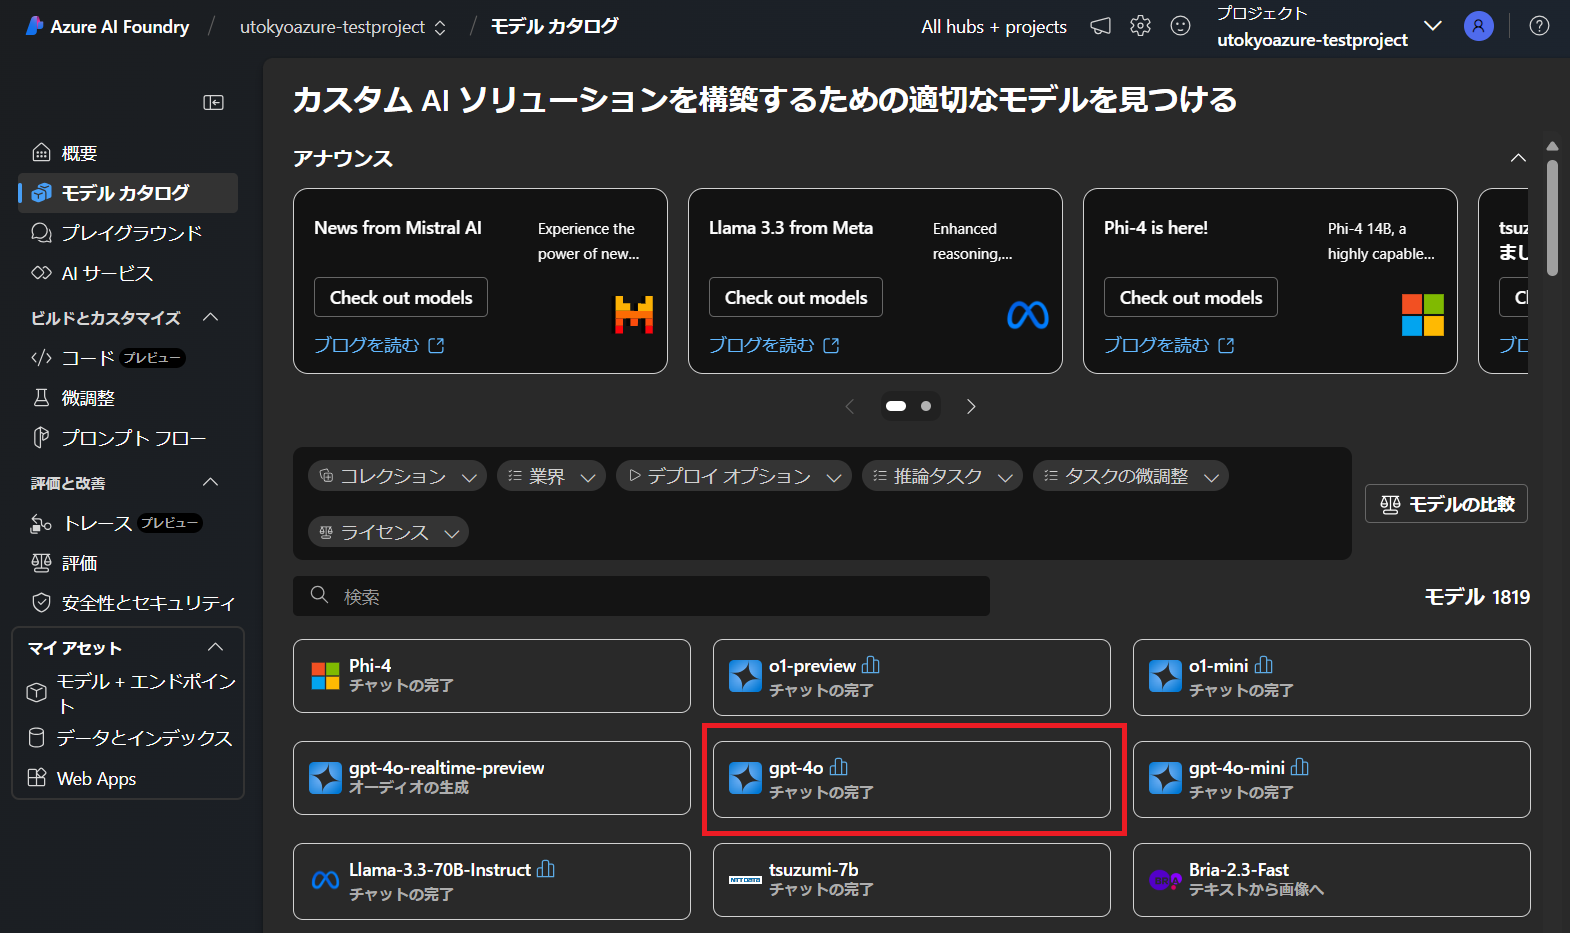 Azure AI Foundry / utokyoazure-testproject / モデル カタログ
All hubs + projects
プロジェクト
utokyoazure-testproject
概要
モデル カタログ
プレイグラウンド
AI サービス
ビルドとカスタマイズ
コード プレビュー
微調整
プロンプト フロー
評価と改善
トレース プレビュー
評価
安全性とセキュリティ
マイ アセット
モデル + エンドポイン
ト
データとインデックス
Web Apps
カスタム AI ソリューションを構築するための適切なモデルを見つける
アナウンス
News from Mistral AI
Experience the
power of new...
Check out models
ブログを読む
Llama 3.3 from Meta
Enhanced
reasoning,...
Check out models
ブログを読む
Phi-4 is here!
Phi-4 14B, a
highly capable...
Check out models
ブログを読む
tsuz
まし
Cl
ブロ
コレクション
業界
デプロイ オプション
推論タスク
タスクの微調整
ライセンス
モデルの比較
検索
モデル 1819
Phi-4
チャットの完了
o1-preview
チャットの完了
o1-mini
チャットの完了
gpt-4o-realtime-preview
オーディオの生成
gpt-4o
チャットの完了
gpt-4o-mini
チャットの完了
Llama-3.3-70B-Instruct
チャットの完了
NTT DATA
tsuzumi-7b
チャットの完了
Bria-2.3-Fast
テキストから画像へ